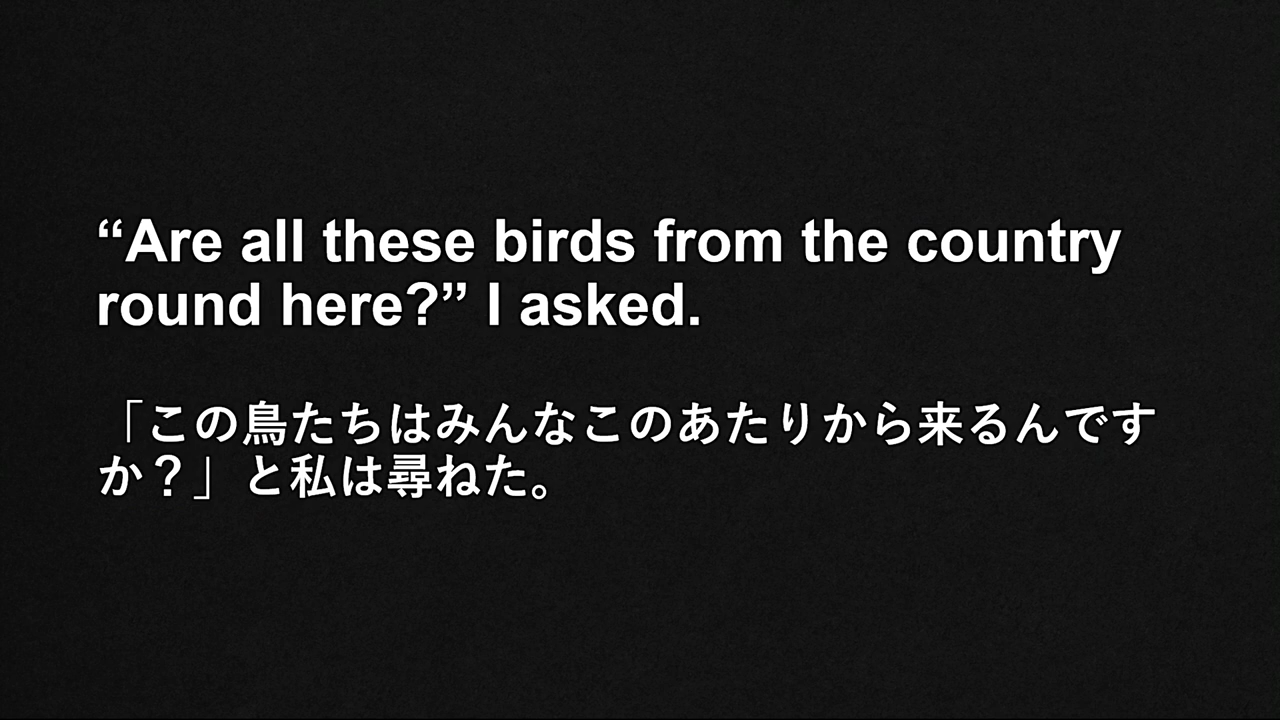 “Are all these birds from the country
round here?” I asked.
「この鳥たちはみんなこのあたりから来るんです
か？」と私は尋ねた。